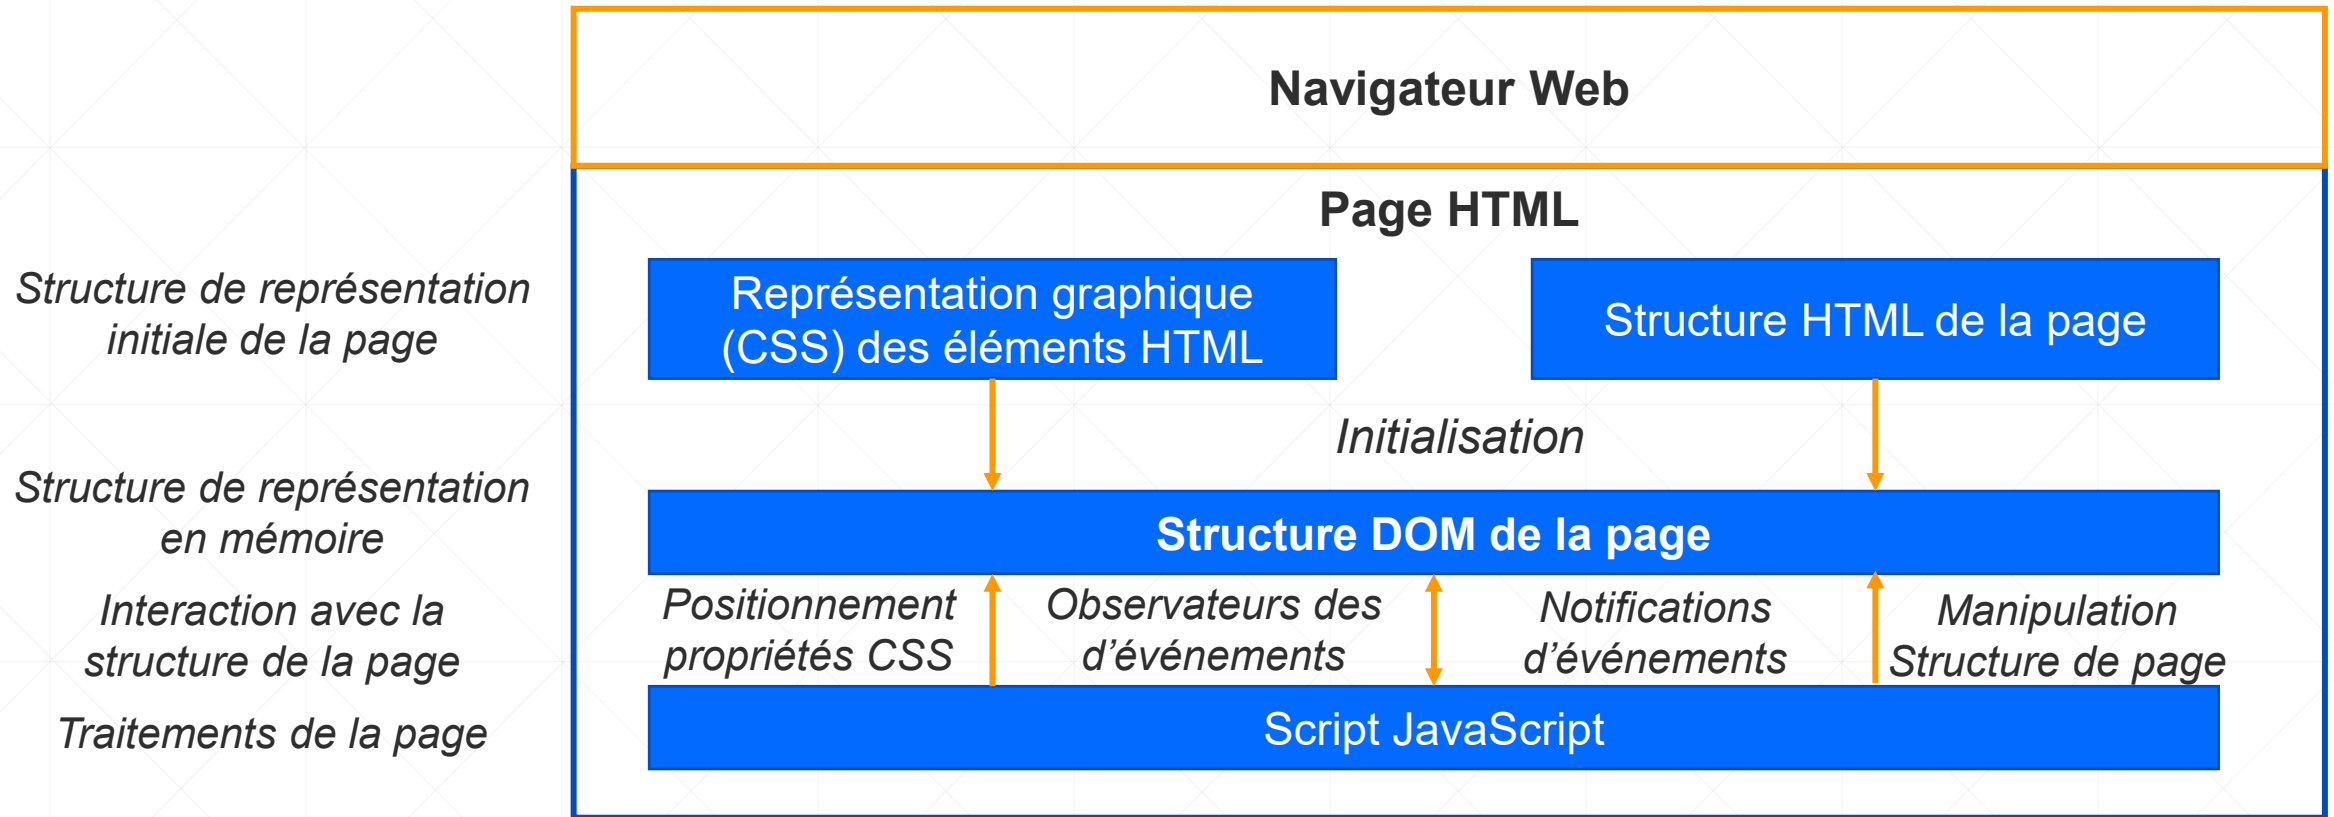 Navigateur Web
Page HTML
Structure de représentation
initiale de la page
Représentation graphique
(CSS) des éléments HTML
Structure HTML de la page
Initialisation
Structure de représentation
en mémoire
Structure DOM de la page
Interaction avec la
structure de la page
Positionnement
propriétés CSS
Observateurs des
d’événements
Notifications
d’événements
Manipulation
Structure de page
Traitements de la page
Script JavaScript